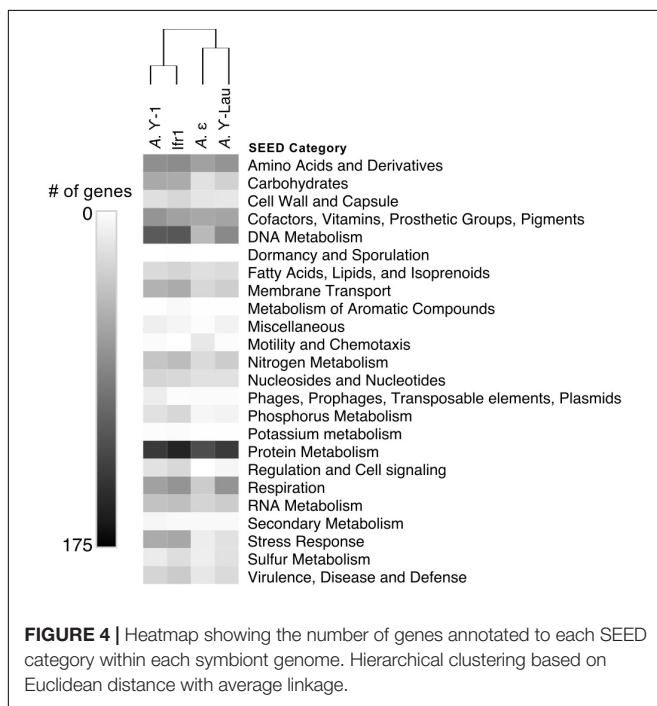 A. ϒ-1
Ifr1
A. ε
A. ϒ-Lau
SEED Category
# of genes
0
175
Amino Acids and Derivatives
Carbohydrates
Cell Wall and Capsule
Cofactors, Vitamins, Prosthetic Groups, Pigments
DNA Metabolism
Dormancy and Sporulation
Fatty Acids, Lipids, and Isoprenoids
Membrane Transport
Metabolism of Aromatic Compounds
Miscellaneous
Motility and Chemotaxis
Nitrogen Metabolism
Nucleosides and Nucleotides
Phages, Prophages, Transposable elements, Plasmids
Phosphorus Metabolism
Potassium metabolism
Protein Metabolism
Regulation and Cell signaling
Respiration
RNA Metabolism
Secondary Metabolism
Stress Response
Sulfur Metabolism
Virulence, Disease and Defense
FIGURE 4 | Heatmap showing the number of genes annotated to each SEED
category within each symbiont genome. Hierarchical clustering based on
Euclidean distance with average linkage.